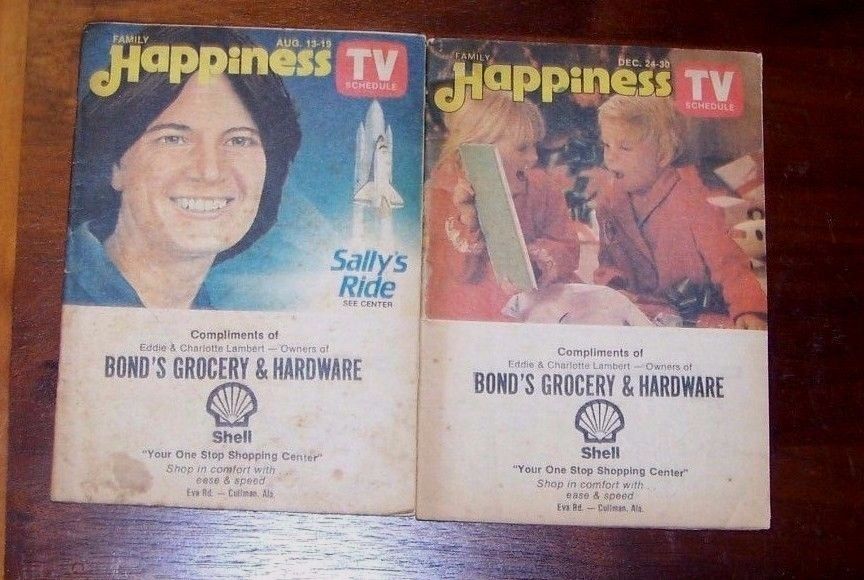 FAMILY
Happiness
AUG. 13-19
TV
SCHEDULE
Sally's
Ride
SEE CENTER
Compliments of
Eddie & Charlotte Lambert — Owners of
BOND'S GROCERY & HARDWARE
Shell
"Your One Stop Shopping Center"
Shop in comfort with . .
ease & speed
Eva Rd. — Cullman, Ala.
FAMILY
Happiness
DEC. 24-30
TV
SCHEDULE
Compliments of
Eddie & Charlotte Lambert — Owners of
BOND'S GROCERY & HARDWARE
Shell
"Your One Stop Shopping Center"
Shop in comfort with . .
ease & speed
Eva Rd. — Cullman, Ala.